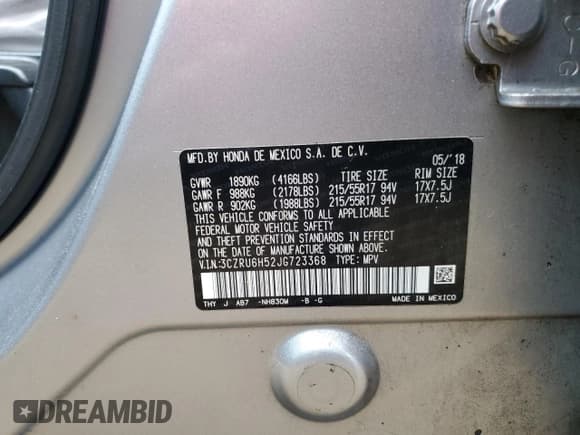 MFD.BY HONDA DE MEXICO S.A. DE C.V. 05/'18
GVWR 1890KG (4166LBS) TIRE SIZE RIM SIZE
GAWR F 988KG (2178LBS) 215/55R17 94V 17X7.5J
GAWR R 902KG (1988LBS) 215/55R17 94V 17X7.5J
THIS VEHICLE CONFORMS TO ALL APPLICABLE
FEDERAL MOTOR VEHICLE SAFETY AND
THEFT PREVENTION STANDARDS IN EFFECT
ON THE DATE OF MANUFACTURE SHOWN ABOVE.
V.I.N:3CZRU6H52JG723368 TYPE: MPV
THY J AB7 -NH830M -B -G MADE IN MEXICO
DREAMBID